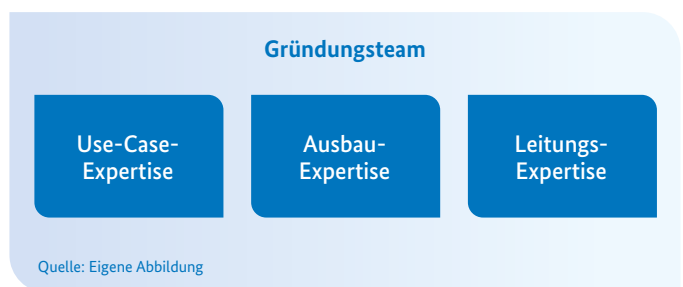 Gründungsteam
Use-Case-
Expertise
Ausbau-
Expertise
Leitungs-
Expertise
Quelle: Eigene Abbildung